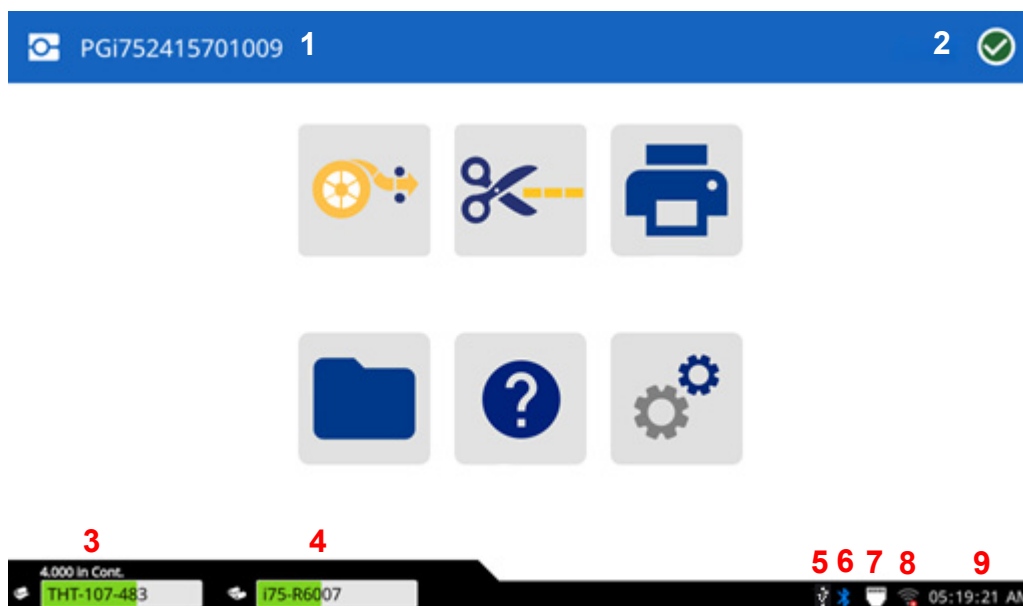 PGi752415701009 1 2
?
3 4
5 6 7 8 9
4.000 in Cont.
THT-107-483 i75-R6007 05:19:21 AM